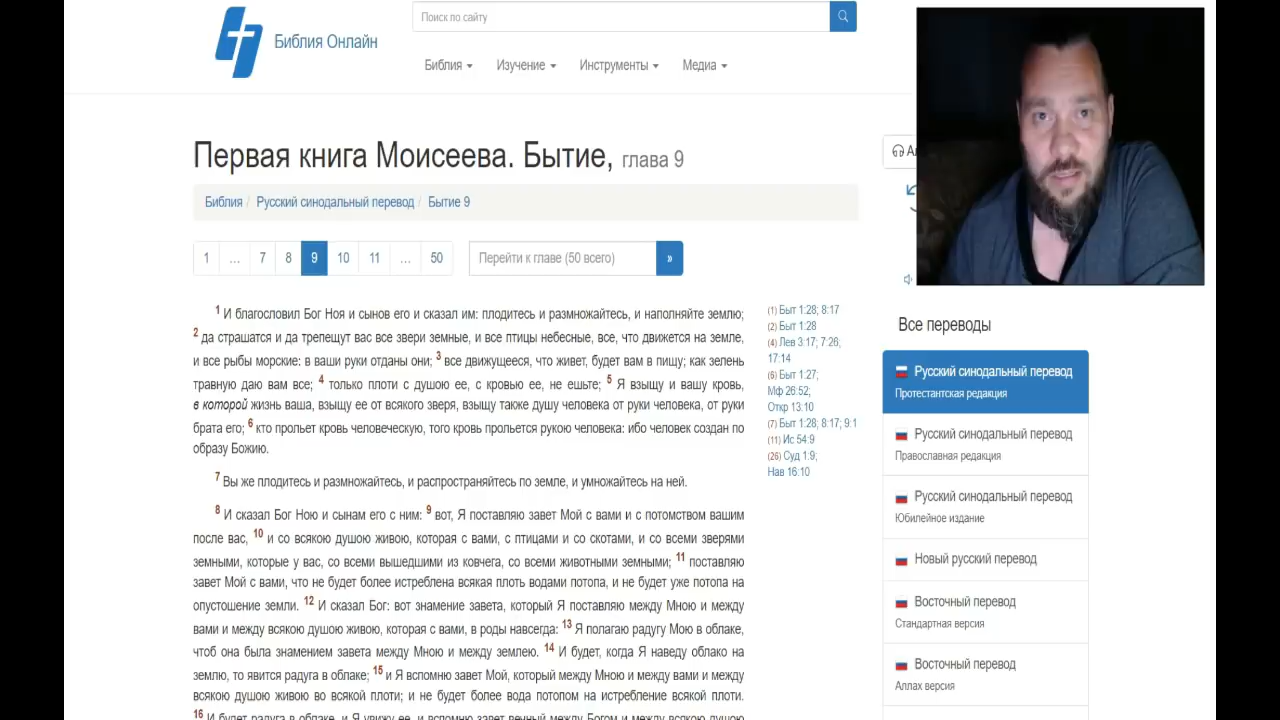 Поиск по сайту
Библия Онлайн
Библия Изучение Инструменты Медиа
Первая книга Моисеева. Бытие, глава 9
Библия / Русский синодальный перевод / Бытие 9
1 ... 7 8 9 10 11 ... 50 Перейти к главе (50 всего) »
1 И благословил Бог Ноя и сынов его и сказал им: плодитесь и размножайтесь, и наполняйте землю;
2 да страшатся и да трепещут вас все звери земные, и все птицы небесные, все, что движется на земле,
и все рыбы морские: в ваши руки отданы они; 3 все движущееся, что живет, будет вам в пищу; как зелень
травную даю вам все; 4 только плоти с душою ее, с кровью ее, не ешьте; 5 Я взыщу и вашу кровь,
в которой жизнь ваша, взыщу ее от всякого зверя, взыщу также душу человека от руки человека, от руки
брата его; 6 кто прольет кровь человеческую, того кровь прольется рукою человека: ибо человек создан по
образу Божию.
7 Вы же плодитесь и размножайтесь, и распространяйтесь по земле, и умножайтесь на ней.
8 И сказал Бог Ною и сынам его с ним: 9 вот, Я поставляю завет Мой с вами и с потомством вашим
после вас, 10 и со всякою душою живою, которая с вами, с птицами и со скотами, и со всеми зверями
земными, которые у вас, со всеми вышедшими из ковчега, со всеми животными земными; 11 поставляю
завет Мой с вами, что не будет более истреблена всякая плоть водами потопа, и не будет уже потопа на
опустошение земли. 12 И сказал Бог: вот знамение завета, который Я поставляю между Мною и между
вами и между всякою душою живою, которая с вами, в роды навсегда: 13 Я полагаю радугу Мою в облаке,
чтоб она была знамением завета между Мною и между землею. 14 И будет, когда Я наведу облако на
землю, то явится радуга в облаке; 15 и Я вспомню завет Мой, который между Мною и между вами и между
всякою душою живою во всякой плоти; и не будет более вода потопом на истребление всякой плоти.
16 И будет радуга в облаке, и Я увижу ее, и вспомню завет вечный между Богом и между всякою душою
(1) Быт 1:28; 8:17
(2) Быт 1:28
(4) Лев 3:17; 7:26;
17:14
(6) Быт 1:27;
Мф 26:52;
Откр 13:10
(7) Быт 1:28; 8:17; 9:1
(11) Ис 54:9
(26) Суд 1:9;
Нав 16:10
Все переводы
Русский синодальный перевод
Протестантская редакция
Русский синодальный перевод
Православная редакция
Русский синодальный перевод
Юбилейное издание
Новый русский перевод
Восточный перевод
Стандартная версия
Восточный перевод
Аллах версия